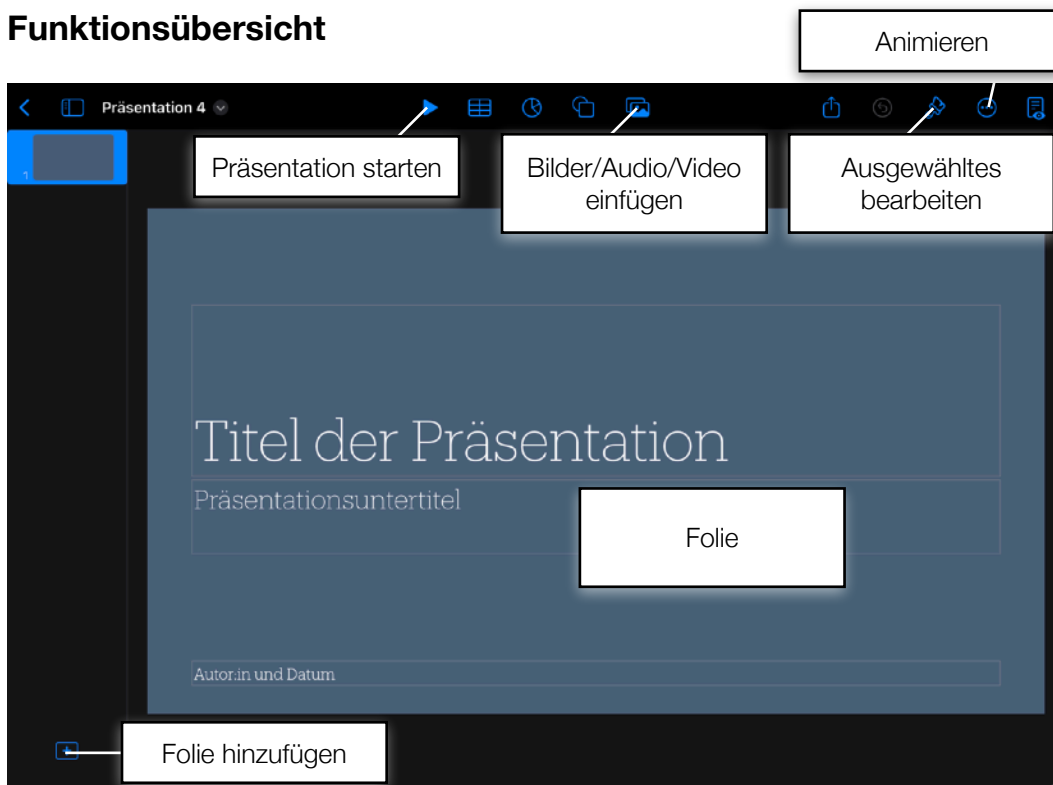 Funktionsübersicht
Animieren
Präsentation 4
Präsentation starten
Bilder/Audio/Video
einfügen
Ausgewähltes
bearbeiten
1
Titel der Präsentation
Präsentationsuntertitel
Folie
Autor:in und Datum
Folie hinzufügen